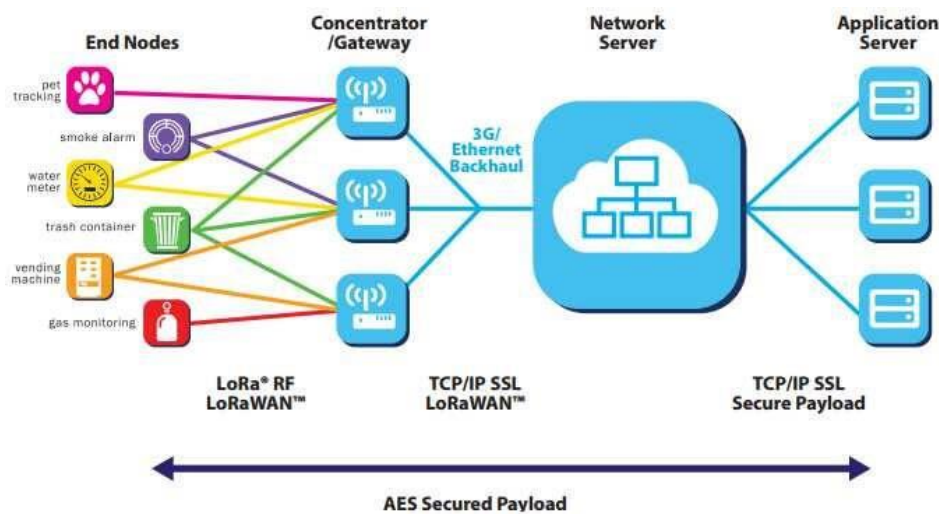 End Nodes
Concentrator
/Gateway
Network
Server
Application
Server
pet
tracking
smoke alarm
water
meter
trash container
vending
machine
gas monitoring
3G/
Ethernet
Backhaul
LoRa® RF
LoRaWAN™
TCP/IP SSL
LoRaWAN™
TCP/IP SSL
Secure Payload
AES Secured Payload